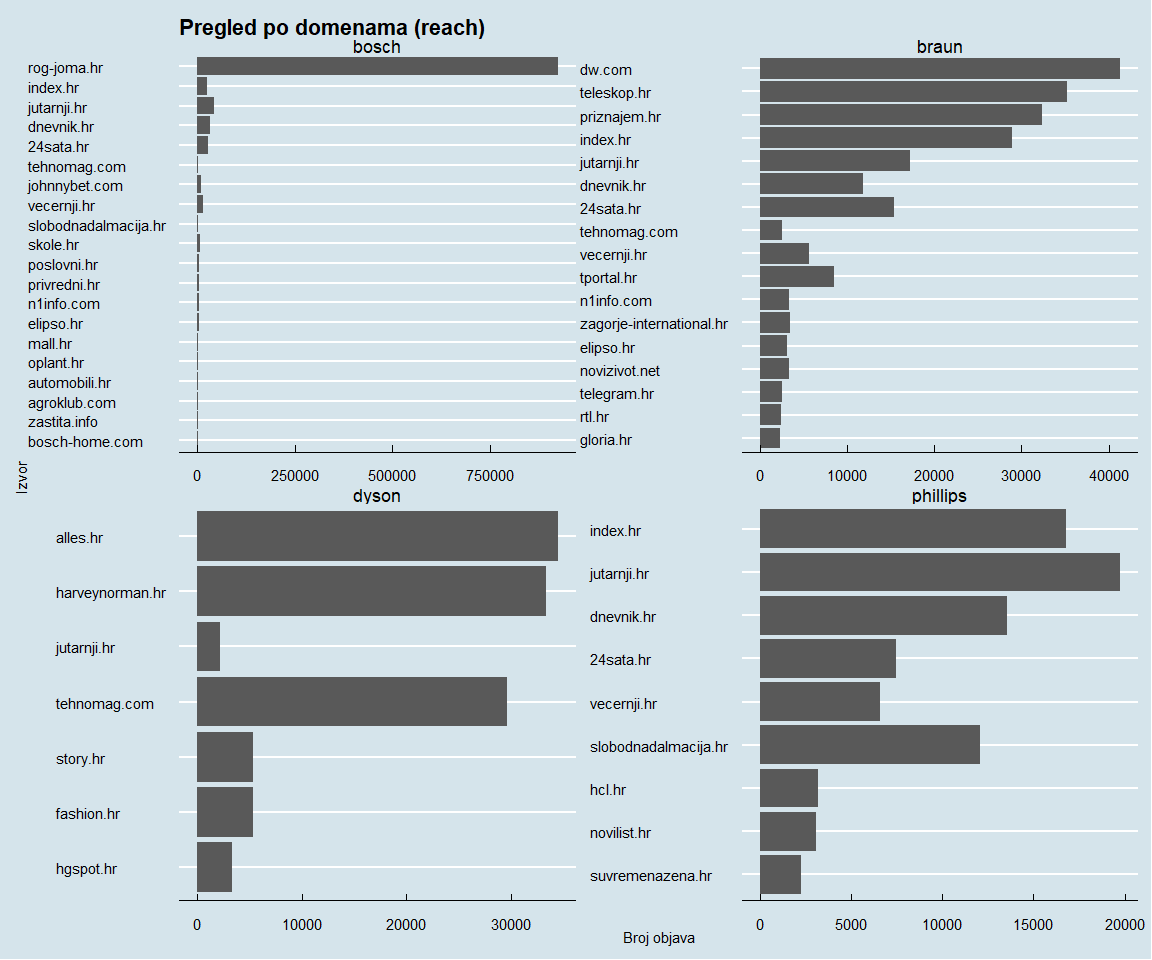 Pregled po domenama (reach)
bosch
rog-joma.hr
index.hr
jutarnji.hr
dnevnik.hr
24sata.hr
tehnomag.com
johnnybet.com
vecernji.hr
slobodnadalmacija.hr
skole.hr
poslovni.hr
privredni.hr
n1info.com
elipso.hr
mall.hr
oplant.hr
automobili.hr
agroklub.com
zastita.info
bosch-home.com
0 250000 500000 750000
braun
dw.com
teleskop.hr
priznajem.hr
index.hr
jutarnji.hr
dnevnik.hr
24sata.hr
tehnomag.com
vecernji.hr
tportal.hr
n1info.com
zagorje-international.hr
elipso.hr
novizivot.net
telegram.hr
rtl.hr
gloria.hr
0 10000 20000 30000 40000
Izvor
dyson
alles.hr
harveynorman.hr
jutarnji.hr
tehnomag.com
story.hr
fashion.hr
hgspot.hr
0 10000 20000 30000
phillips
index.hr
jutarnji.hr
dnevnik.hr
24sata.hr
vecernji.hr
slobodnadalmacija.hr
hcl.hr
novilist.hr
suvremenazena.hr
0 5000 10000 15000 20000
Broj objava